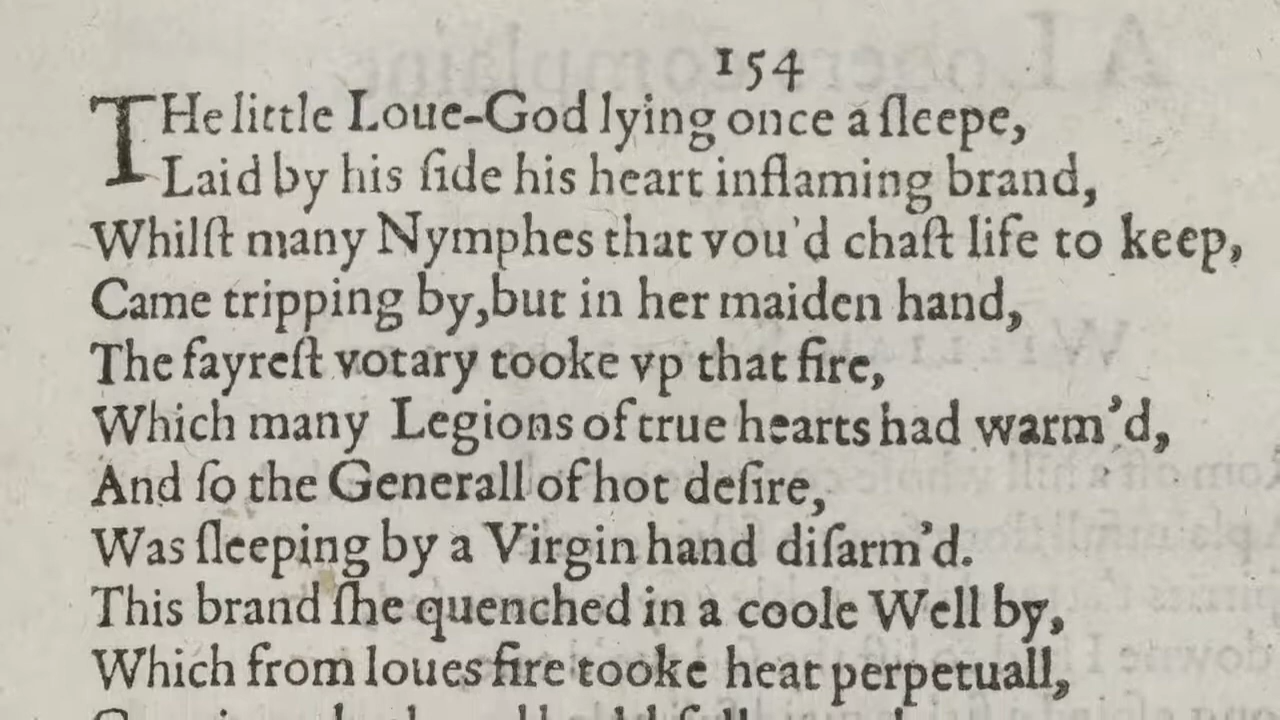 154
THe little Loue-God lying once a ſleepe,
Laid by his ſide his heart inflaming brand,
Whilſt many Nymphes that vou'd chaſt life to keep,
Came tripping by,but in her maiden hand,
The fayreſt votary tooke vp that fire,
Which many Legions of true hearts had warm'd,
And ſo the Generall of hot deſire,
Was ſleeping by a Virgin hand diſarm'd.
This brand ſhe quenched in a coole Well by,
Which from loues fire tooke heat perpetuall,